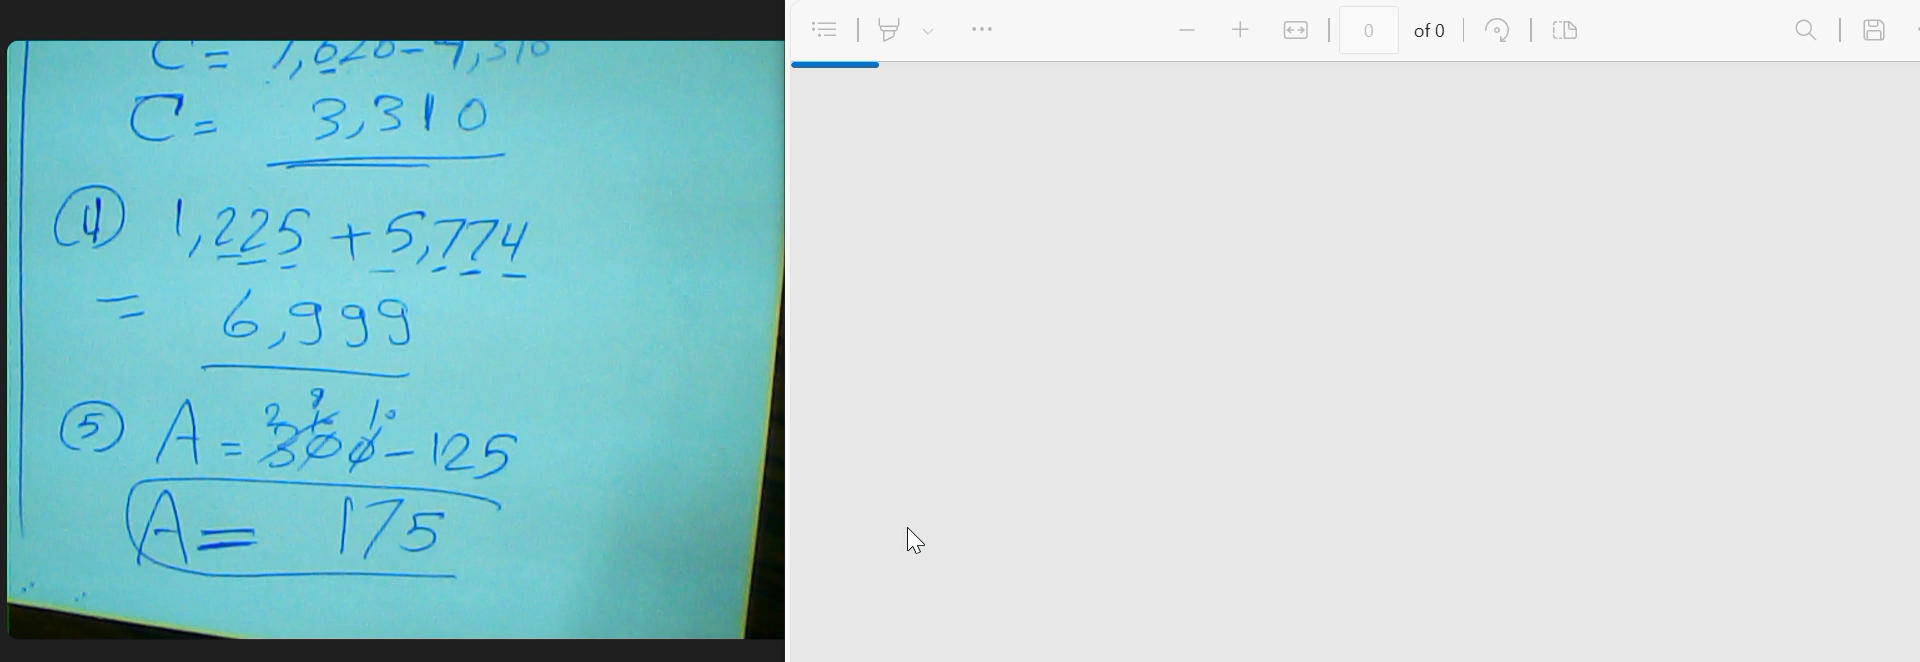 C = 3,310
④ 1,225 + 5,774
= 6,999
⑤ A = 300 - 125
A = 175
0 of 0